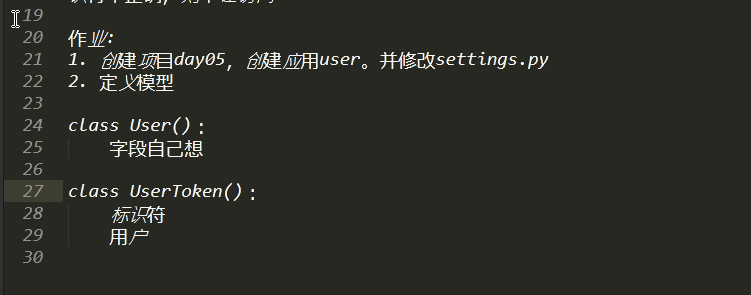 19
20 作业:
21 1. 创建项目day05，创建应用user。并修改settings.py
22 2. 定义模型
23
24 class User():
25 字段自己想
26
27 class UserToken():
28 标识符
29 用户
30